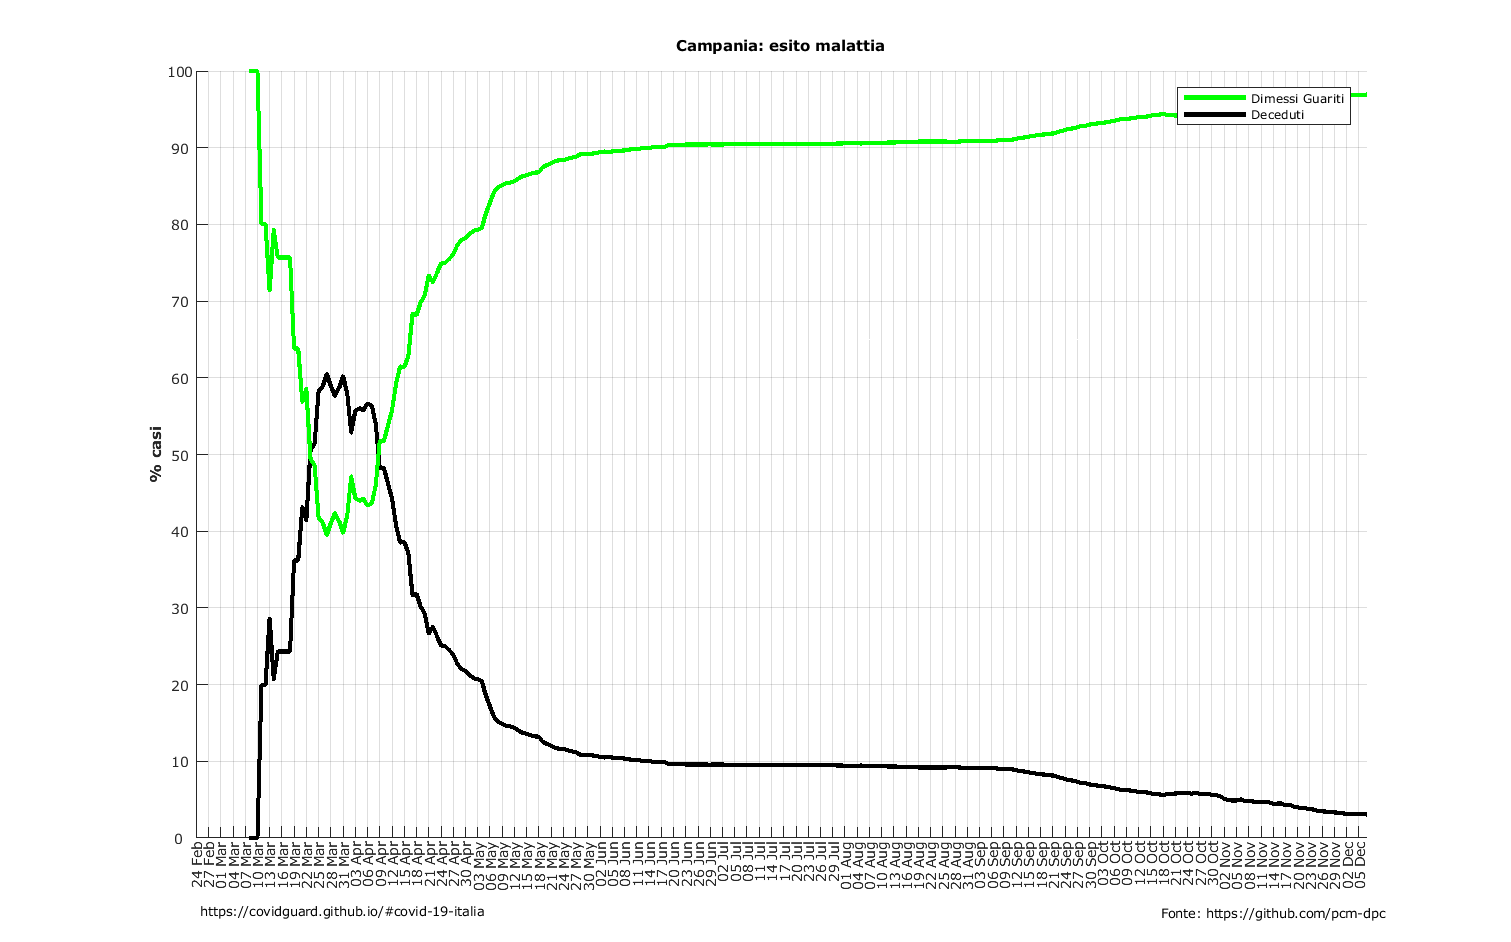 Campania: esito malattia
Dimessi Guariti
Deceduti
% casi
100
90
80
70
60
50
40
30
20
10
0
24 Feb
27 Feb
01 Mar
04 Mar
07 Mar
10 Mar
13 Mar
16 Mar
19 Mar
22 Mar
25 Mar
28 Mar
31 Mar
03 Apr
06 Apr
09 Apr
12 Apr
15 Apr
18 Apr
21 Apr
24 Apr
27 Apr
30 Apr
03 May
06 May
09 May
12 May
15 May
18 May
21 May
24 May
27 May
30 May
02 Jun
05 Jun
08 Jun
11 Jun
14 Jun
17 Jun
20 Jun
23 Jun
26 Jun
29 Jun
02 Jul
05 Jul
08 Jul
11 Jul
14 Jul
17 Jul
20 Jul
23 Jul
26 Jul
29 Jul
01 Aug
04 Aug
07 Aug
10 Aug
13 Aug
16 Aug
19 Aug
22 Aug
25 Aug
28 Aug
31 Aug
03 Sep
06 Sep
09 Sep
12 Sep
15 Sep
18 Sep
21 Sep
24 Sep
27 Sep
30 Sep
03 Oct
06 Oct
09 Oct
12 Oct
15 Oct
18 Oct
21 Oct
24 Oct
27 Oct
30 Oct
02 Nov
05 Nov
08 Nov
11 Nov
14 Nov
17 Nov
20 Nov
23 Nov
26 Nov
29 Nov
02 Dec
05 Dec
https://covidguard.github.io/#covid-19-italia
Fonte: https://github.com/pcm-dpc